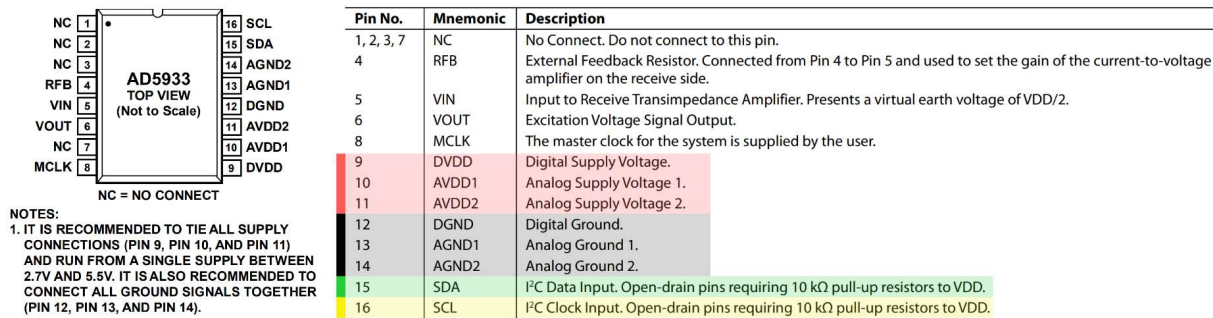 NC 1
NC 2
NC 3
RFB 4
VIN 5
VOUT 6
NC 7
MCLK 8
AD5933
TOP VIEW
(Not to Scale)
16 SCL
15 SDA
14 AGND2
13 AGND1
12 DGND
11 AVDD2
10 AVDD1
9 DVDD
NC = NO CONNECT
NOTES:
1. IT IS RECOMMENDED TO TIE ALL SUPPLY
CONNECTIONS (PIN 9, PIN 10, AND PIN 11)
AND RUN FROM A SINGLE SUPPLY BETWEEN
2.7V AND 5.5V. IT IS ALSO RECOMMENDED TO
CONNECT ALL GROUND SIGNALS TOGETHER
(PIN 12, PIN 13, AND PIN 14).
Pin No. Mnemonic Description
1, 2, 3, 7 NC No Connect. Do not connect to this pin.
4 RFB External Feedback Resistor. Connected from Pin 4 to Pin 5 and used to set the gain of the current-to-voltage
amplifier on the receive side.
5 VIN Input to Receive Transimpedance Amplifier. Presents a virtual earth voltage of VDD/2.
6 VOUT Excitation Voltage Signal Output.
8 MCLK The master clock for the system is supplied by the user.
9 DVDD Digital Supply Voltage.
10 AVDD1 Analog Supply Voltage 1.
11 AVDD2 Analog Supply Voltage 2.
12 DGND Digital Ground.
13 AGND1 Analog Ground 1.
14 AGND2 Analog Ground 2.
15 SDA I²C Data Input. Open-drain pins requiring 10 kΩ pull-up resistors to VDD.
16 SCL I²C Clock Input. Open-drain pins requiring 10 kΩ pull-up resistors to VDD.